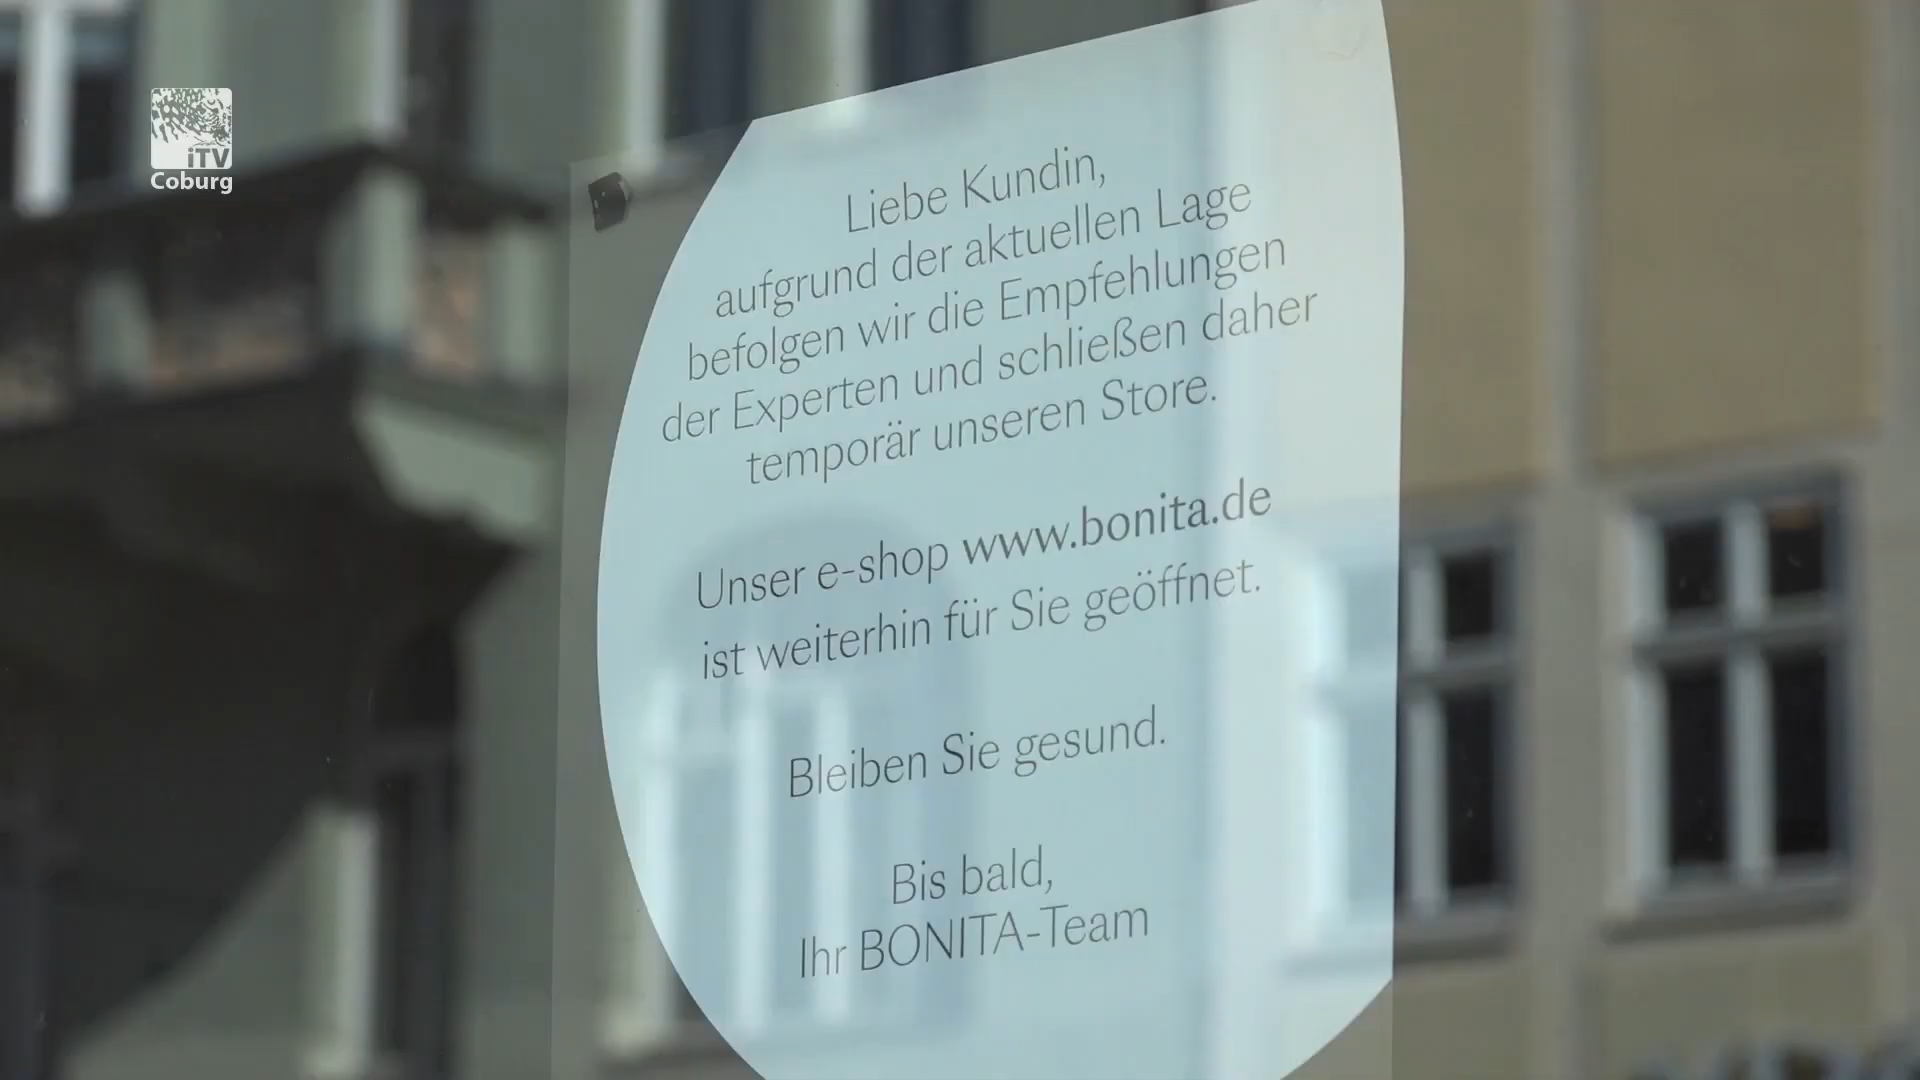 iTV
Coburg
Liebe Kundin,
aufgrund der aktuellen Lage
befolgen wir die Empfehlungen
der Experten und schließen daher
temporär unseren Store.
Unser e-shop www.bonita.de
ist weiterhin für Sie geöffnet.
Bleiben Sie gesund.
Bis bald,
Ihr BONITA-Team